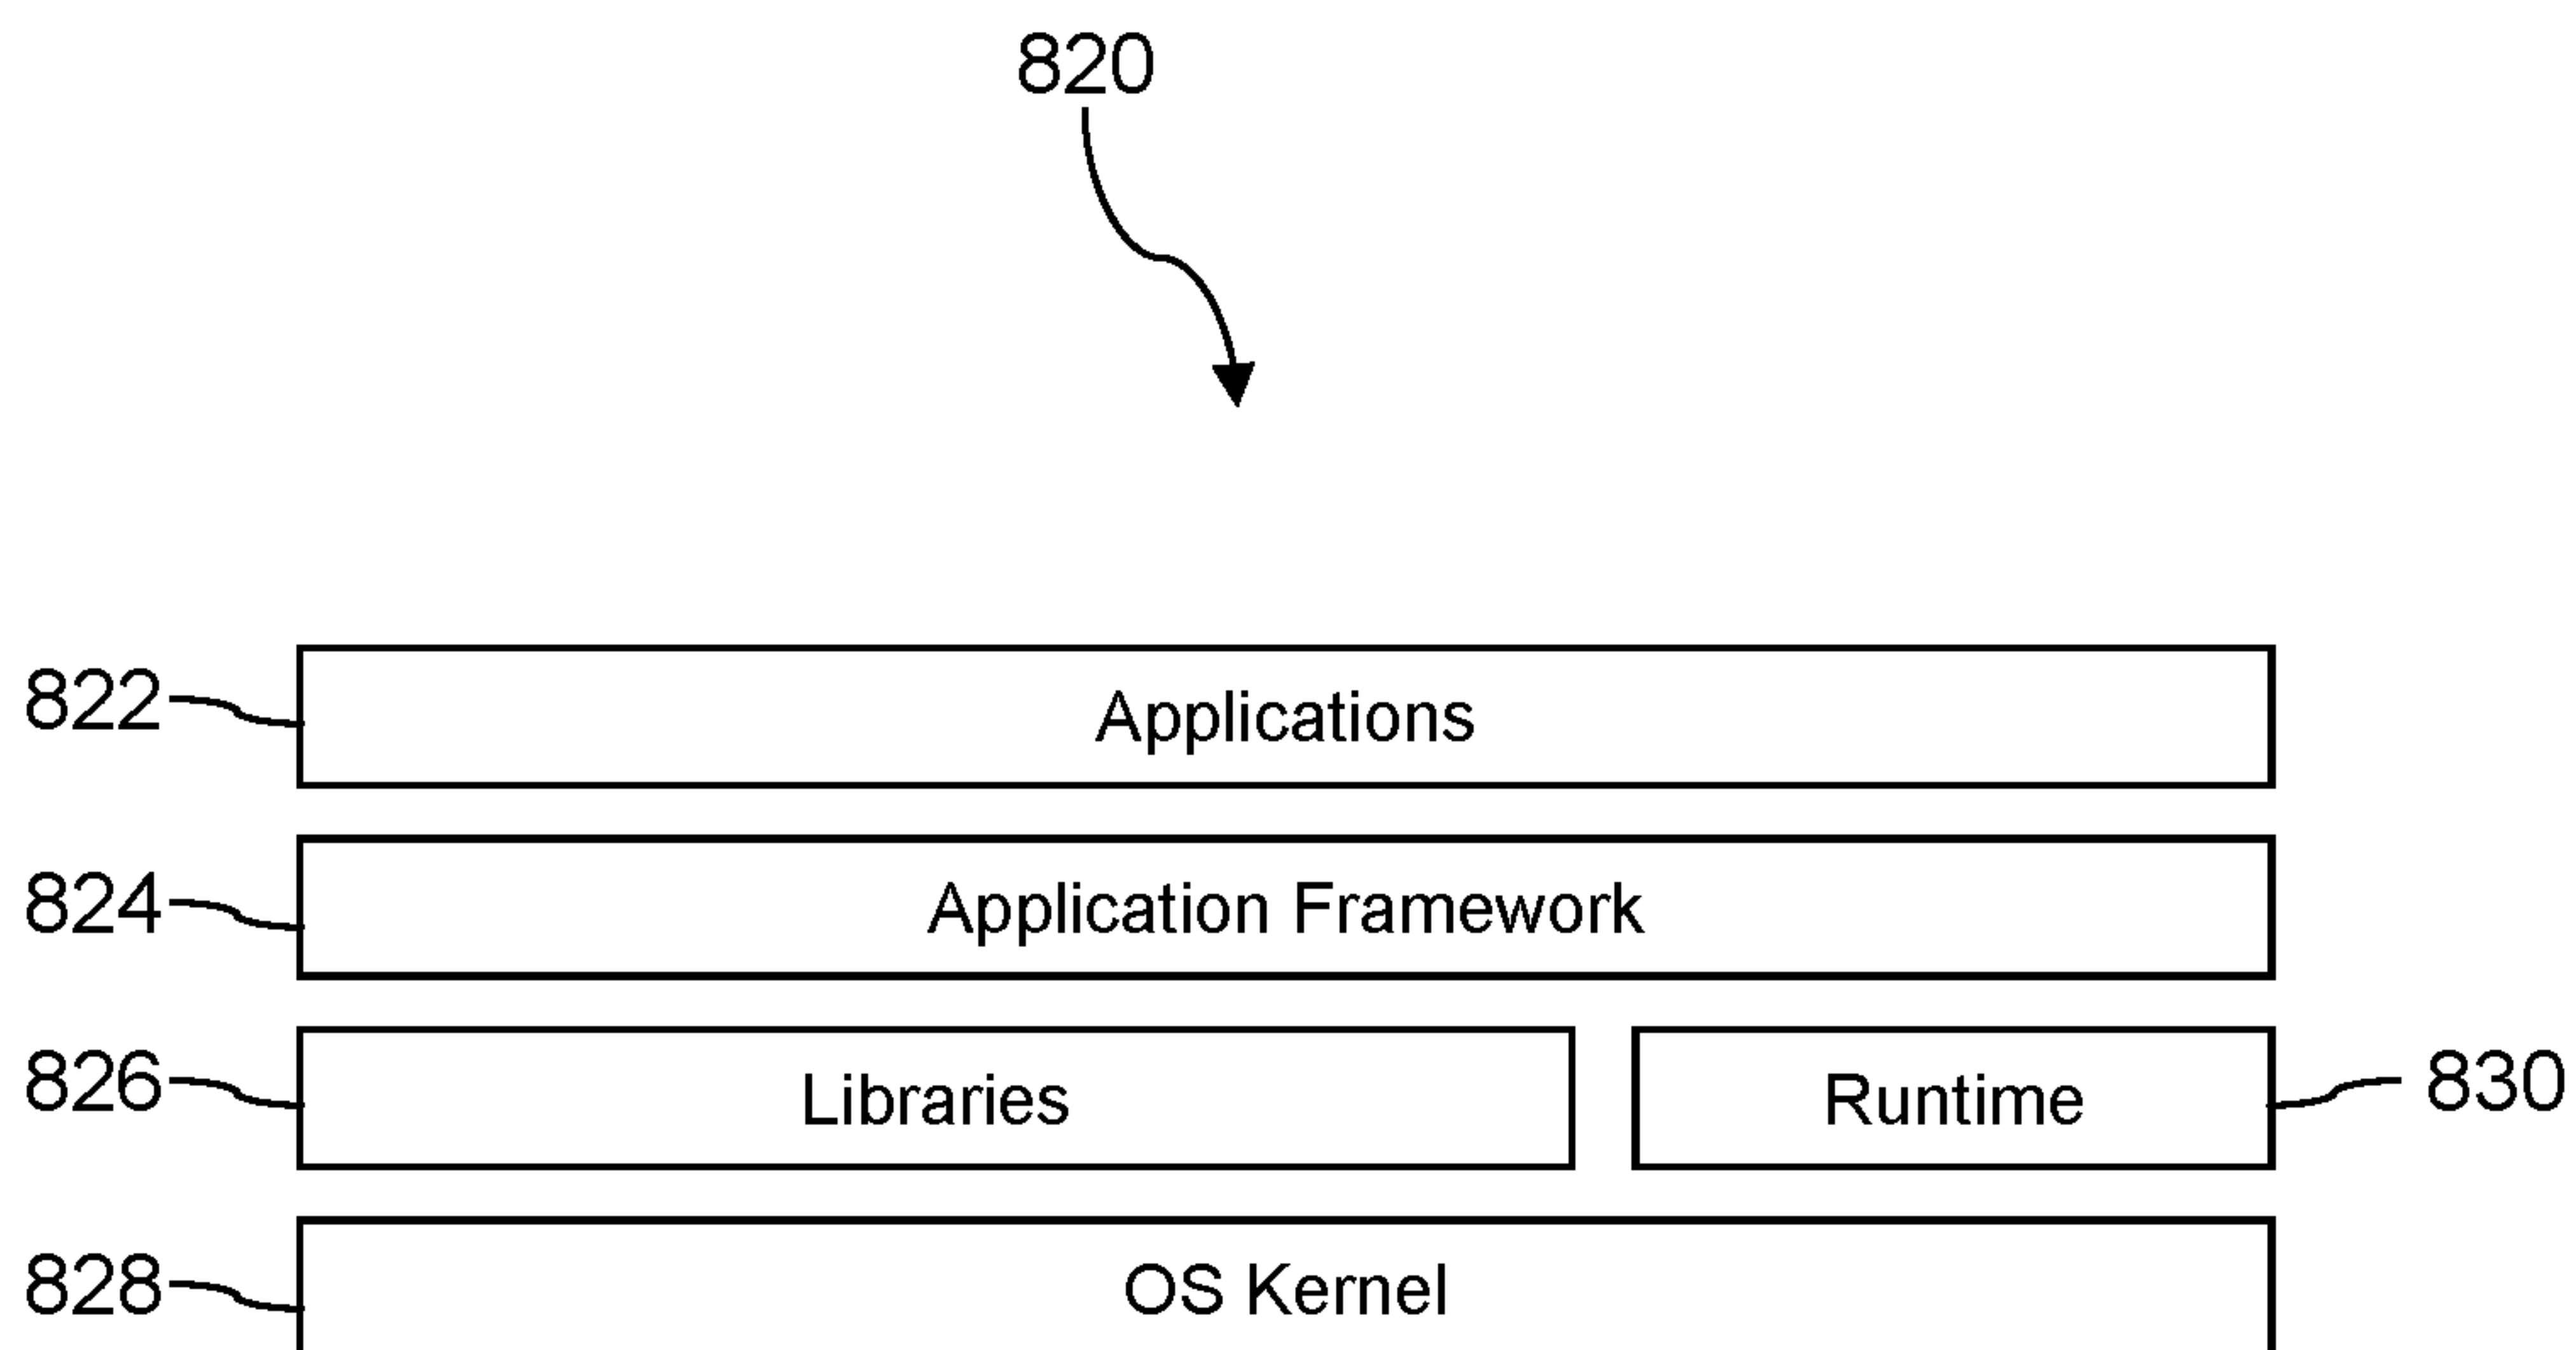 820
822 Applications
824 Application Framework
826 Libraries Runtime 830
828 OS Kernel